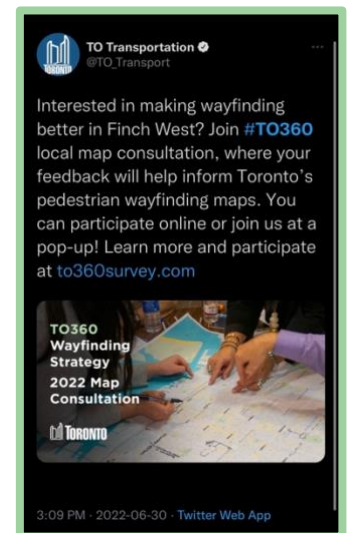 TO Transportation
@TO_Transport
Interested in making wayfinding
better in Finch West? Join #TO360
local map consultation, where your
feedback will help inform Toronto's
pedestrian wayfinding maps. You
can participate online or join us at a
pop-up! Learn more and participate
at to360survey.com
TO360
Wayfinding
Strategy
2022 Map
Consultation
TORONTO
3:09 PM · 2022-06-30 · Twitter Web App